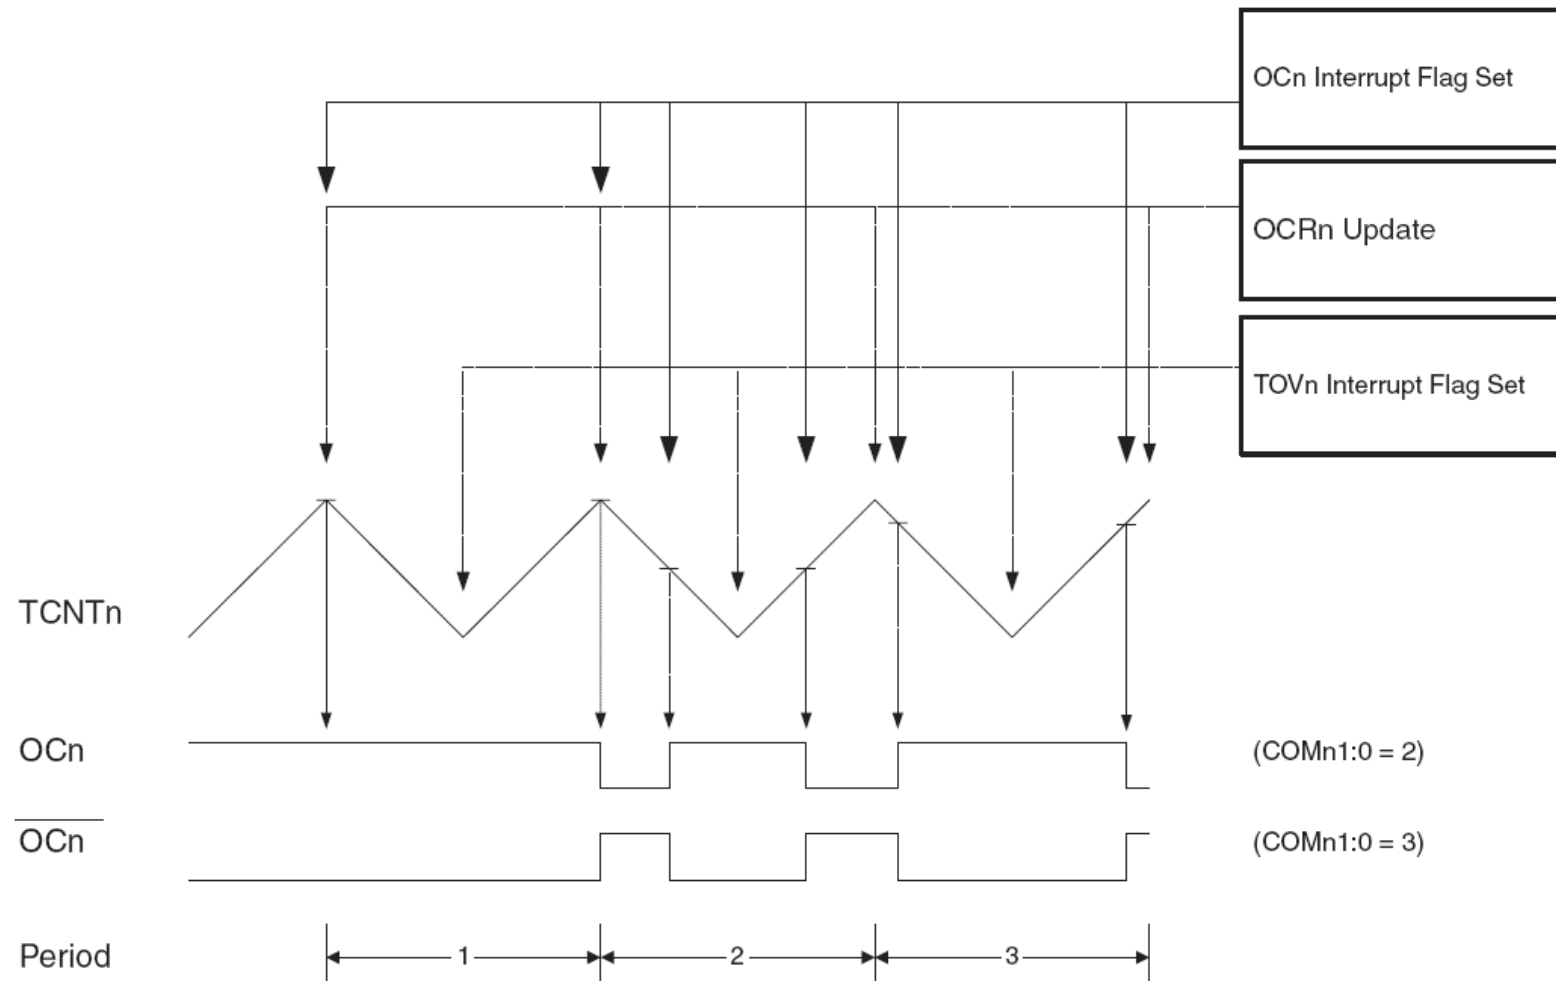 OCn Interrupt Flag Set
OCRn Update
TOVn Interrupt Flag Set
TCNTn
OCn (COMn1:0 = 2)
OCn (COMn1:0 = 3)
Period 1 2 3